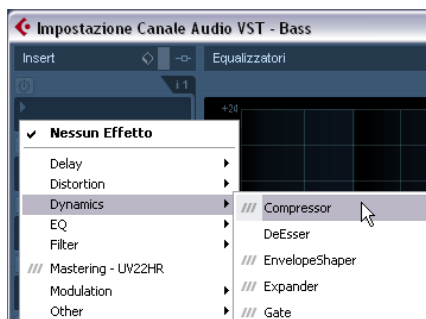 Impostazione Canale Audio VST - Bass
Insert
Equalizzatori
i1
+24
Nessun Effetto
Delay
Distortion
Dynamics
EQ
Filter
Mastering - UV22HR
Modulation
Other
Compressor
DeEsser
EnvelopeShaper
Expander
Gate